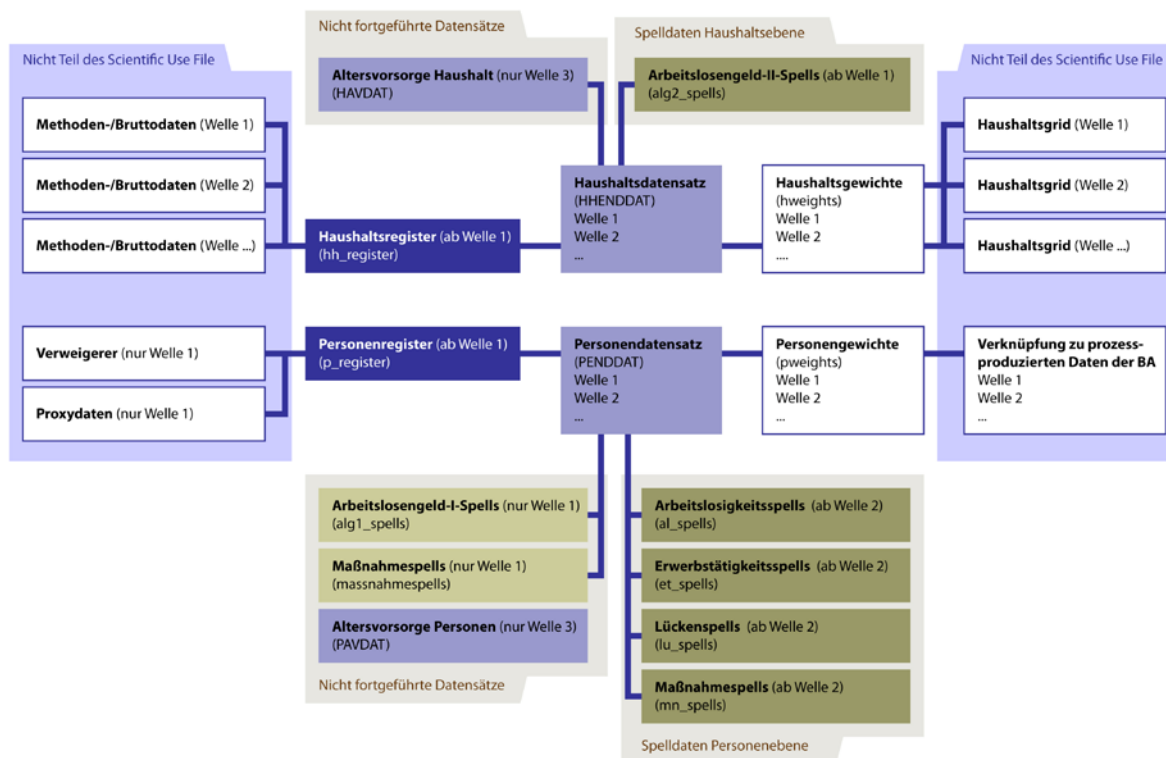 Nicht Teil des Scientific Use File
Methoden-/Bruttodaten (Welle 1)
Methoden-/Bruttodaten (Welle 2)
Methoden-/Bruttodaten (Welle ...)
Verweigerer (nur Welle 1)
Proxydaten (nur Welle 1)
Nicht fortgeführte Datensätze
Altersvorsorge Haushalt (nur Welle 3)
(HAVDAT)
Spelldaten Haushaltsebene
Arbeitslosengeld-II-Spells (ab Welle 1)
(alg2_spells)
Haushaltsregister (ab Welle 1)
(hh_register)
Haushaltsdatensatz
(HHENDDAT)
Welle 1
Welle 2
...
Haushaltsgewichte
(hweights)
Welle 1
Welle 2
....
Personenregister (ab Welle 1)
(p_register)
Personendatensatz
(PENDDAT)
Welle 1
Welle 2
...
Personengewichte
(pweights)
Welle 1
Welle 2
...
Nicht Teil des Scientific Use File
Haushaltsgrid (Welle 1)
Haushaltsgrid (Welle 2)
Haushaltsgrid (Welle ...)
Verknüpfung zu prozess-
produzierten Daten der BA
Welle 1
Welle 2
...
Arbeitslosengeld-I-Spells (nur Welle 1)
(alg1_spells)
Maßnahmespells (nur Welle 1)
(massnahmespells)
Altersvorsorge Personen (nur Welle 3)
(PAVDAT)
Nicht fortgeführte Datensätze
Arbeitslosigkeitsspells (ab Welle 2)
(al_spells)
Erwerbstätigkeitsspells (ab Welle 2)
(et_spells)
Lückenspells (ab Welle 2)
(lu_spells)
Maßnahmespells (ab Welle 2)
(mn_spells)
Spelldaten Personenebene